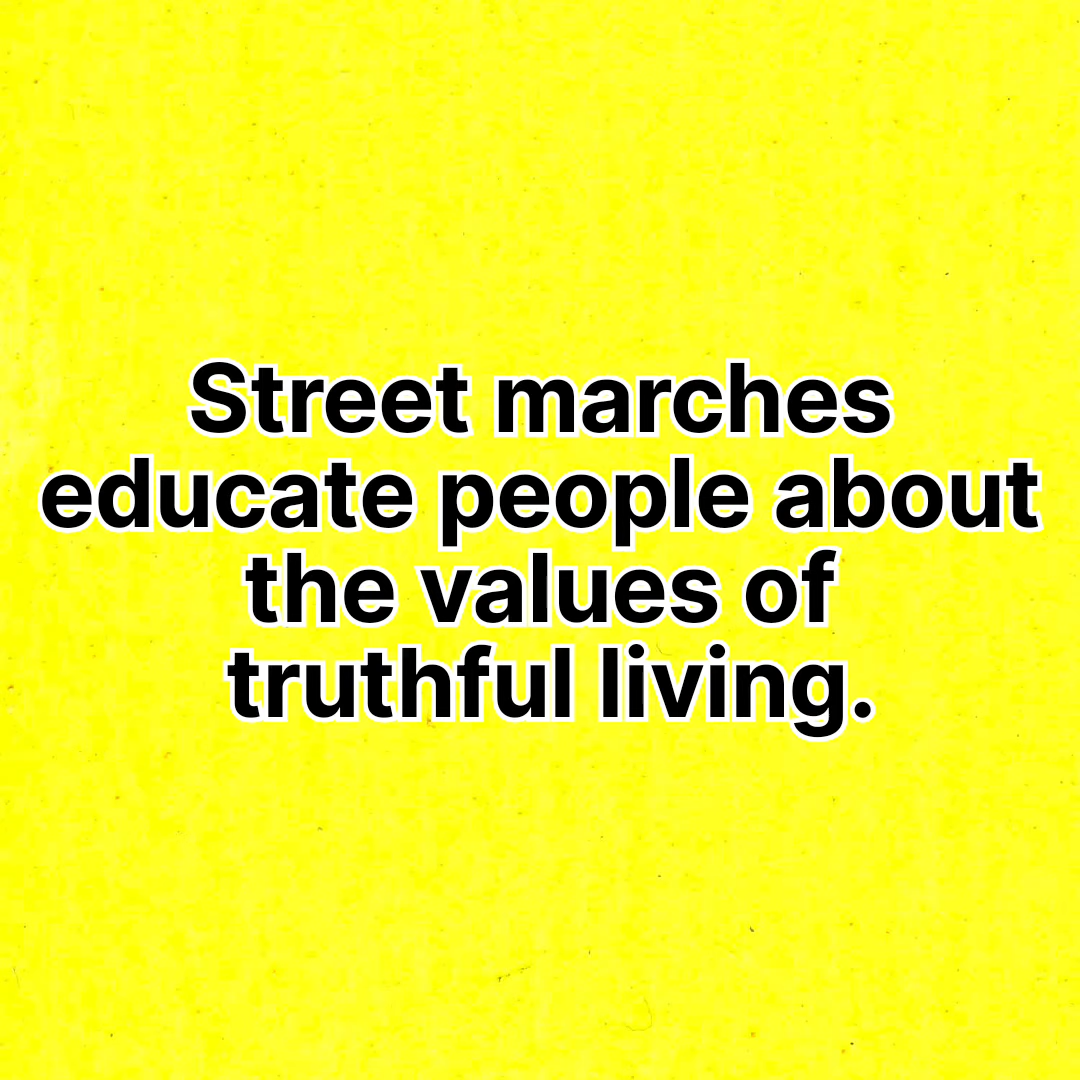 Street marches
educate people about
the values of
truthful living.